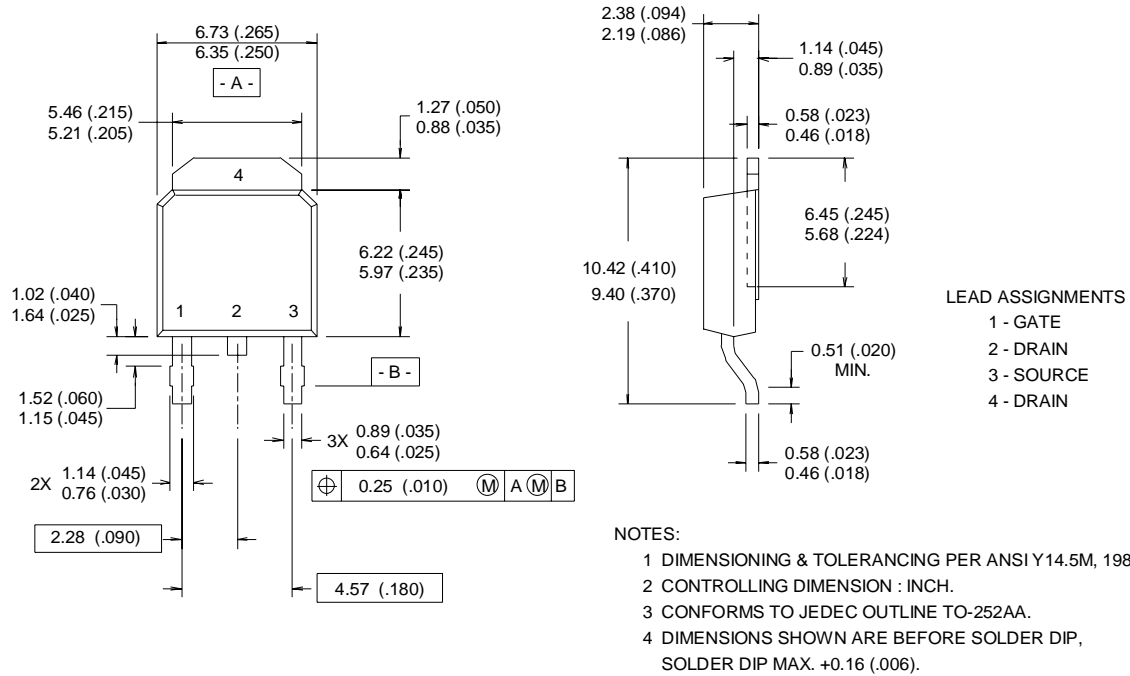 6.73 (.265)
6.35 (.250)
- A -
5.46 (.215)
5.21 (.205)
1.27 (.050)
0.88 (.035)
4
6.22 (.245)
5.97 (.235)
1.02 (.040)
1.64 (.025)
1 2 3
- B -
1.52 (.060)
1.15 (.045)
3X 0.89 (.035)
0.64 (.025)
2X 1.14 (.045)
0.76 (.030)
⌖ 0.25 (.010) Ⓜ A Ⓜ B
2.28 (.090)
4.57 (.180)
2.38 (.094)
2.19 (.086)
1.14 (.045)
0.89 (.035)
0.58 (.023)
0.46 (.018)
6.45 (.245)
5.68 (.224)
10.42 (.410)
9.40 (.370)
0.51 (.020)
MIN.
0.58 (.023)
0.46 (.018)
LEAD ASSIGNMENTS
1 - GATE
2 - DRAIN
3 - SOURCE
4 - DRAIN
NOTES:
1 DIMENSIONING & TOLERANCING PER ANSI Y14.5M, 198
2 CONTROLLING DIMENSION : INCH.
3 CONFORMS TO JEDEC OUTLINE TO-252AA.
4 DIMENSIONS SHOWN ARE BEFORE SOLDER DIP,
SOLDER DIP MAX. +0.16 (.006).